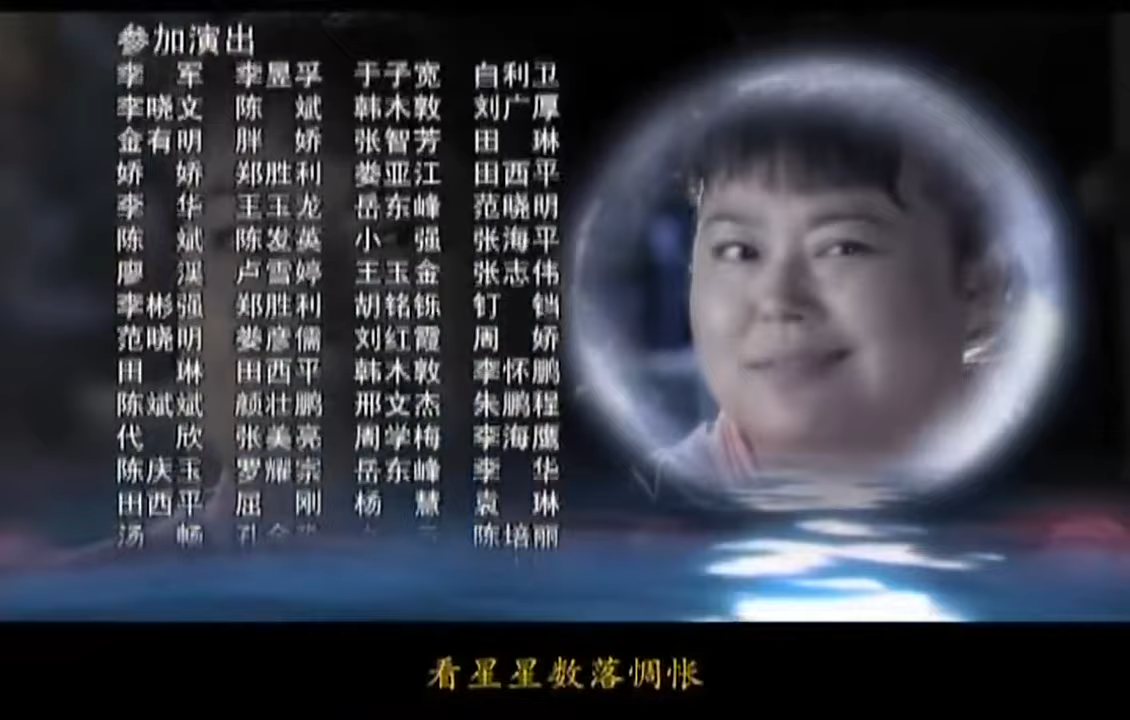 参加演出
李 军 李昱孚 于子宽 白利卫
李晓文 陈 斌 韩木敦 刘广厚
金有明 胖 娇 张智芳 田 琳
娇 娇 郑胜利 娄亚江 田西平
李 华 王玉龙 岳东峰 范晓明
陈 斌 陈发英 小 强 张海平
廖 淏 卢雪婷 王玉金 张志伟
李彬强 郑胜利 胡铭铄 钉 铛
范晓明 娄彦儒 刘红霞 周 娇
田 琳 田西平 韩木敦 李怀鹏
陈斌斌 颜壮鹏 邢文杰 朱鹏程
代 欣 张美亮 周学梅 李海鹰
陈庆玉 罗耀宗 岳东峰 李 华
田西平 屈 刚 杨 慧 袁 琳
汤 畅 孔 陈培丽
看星星数落惆怅